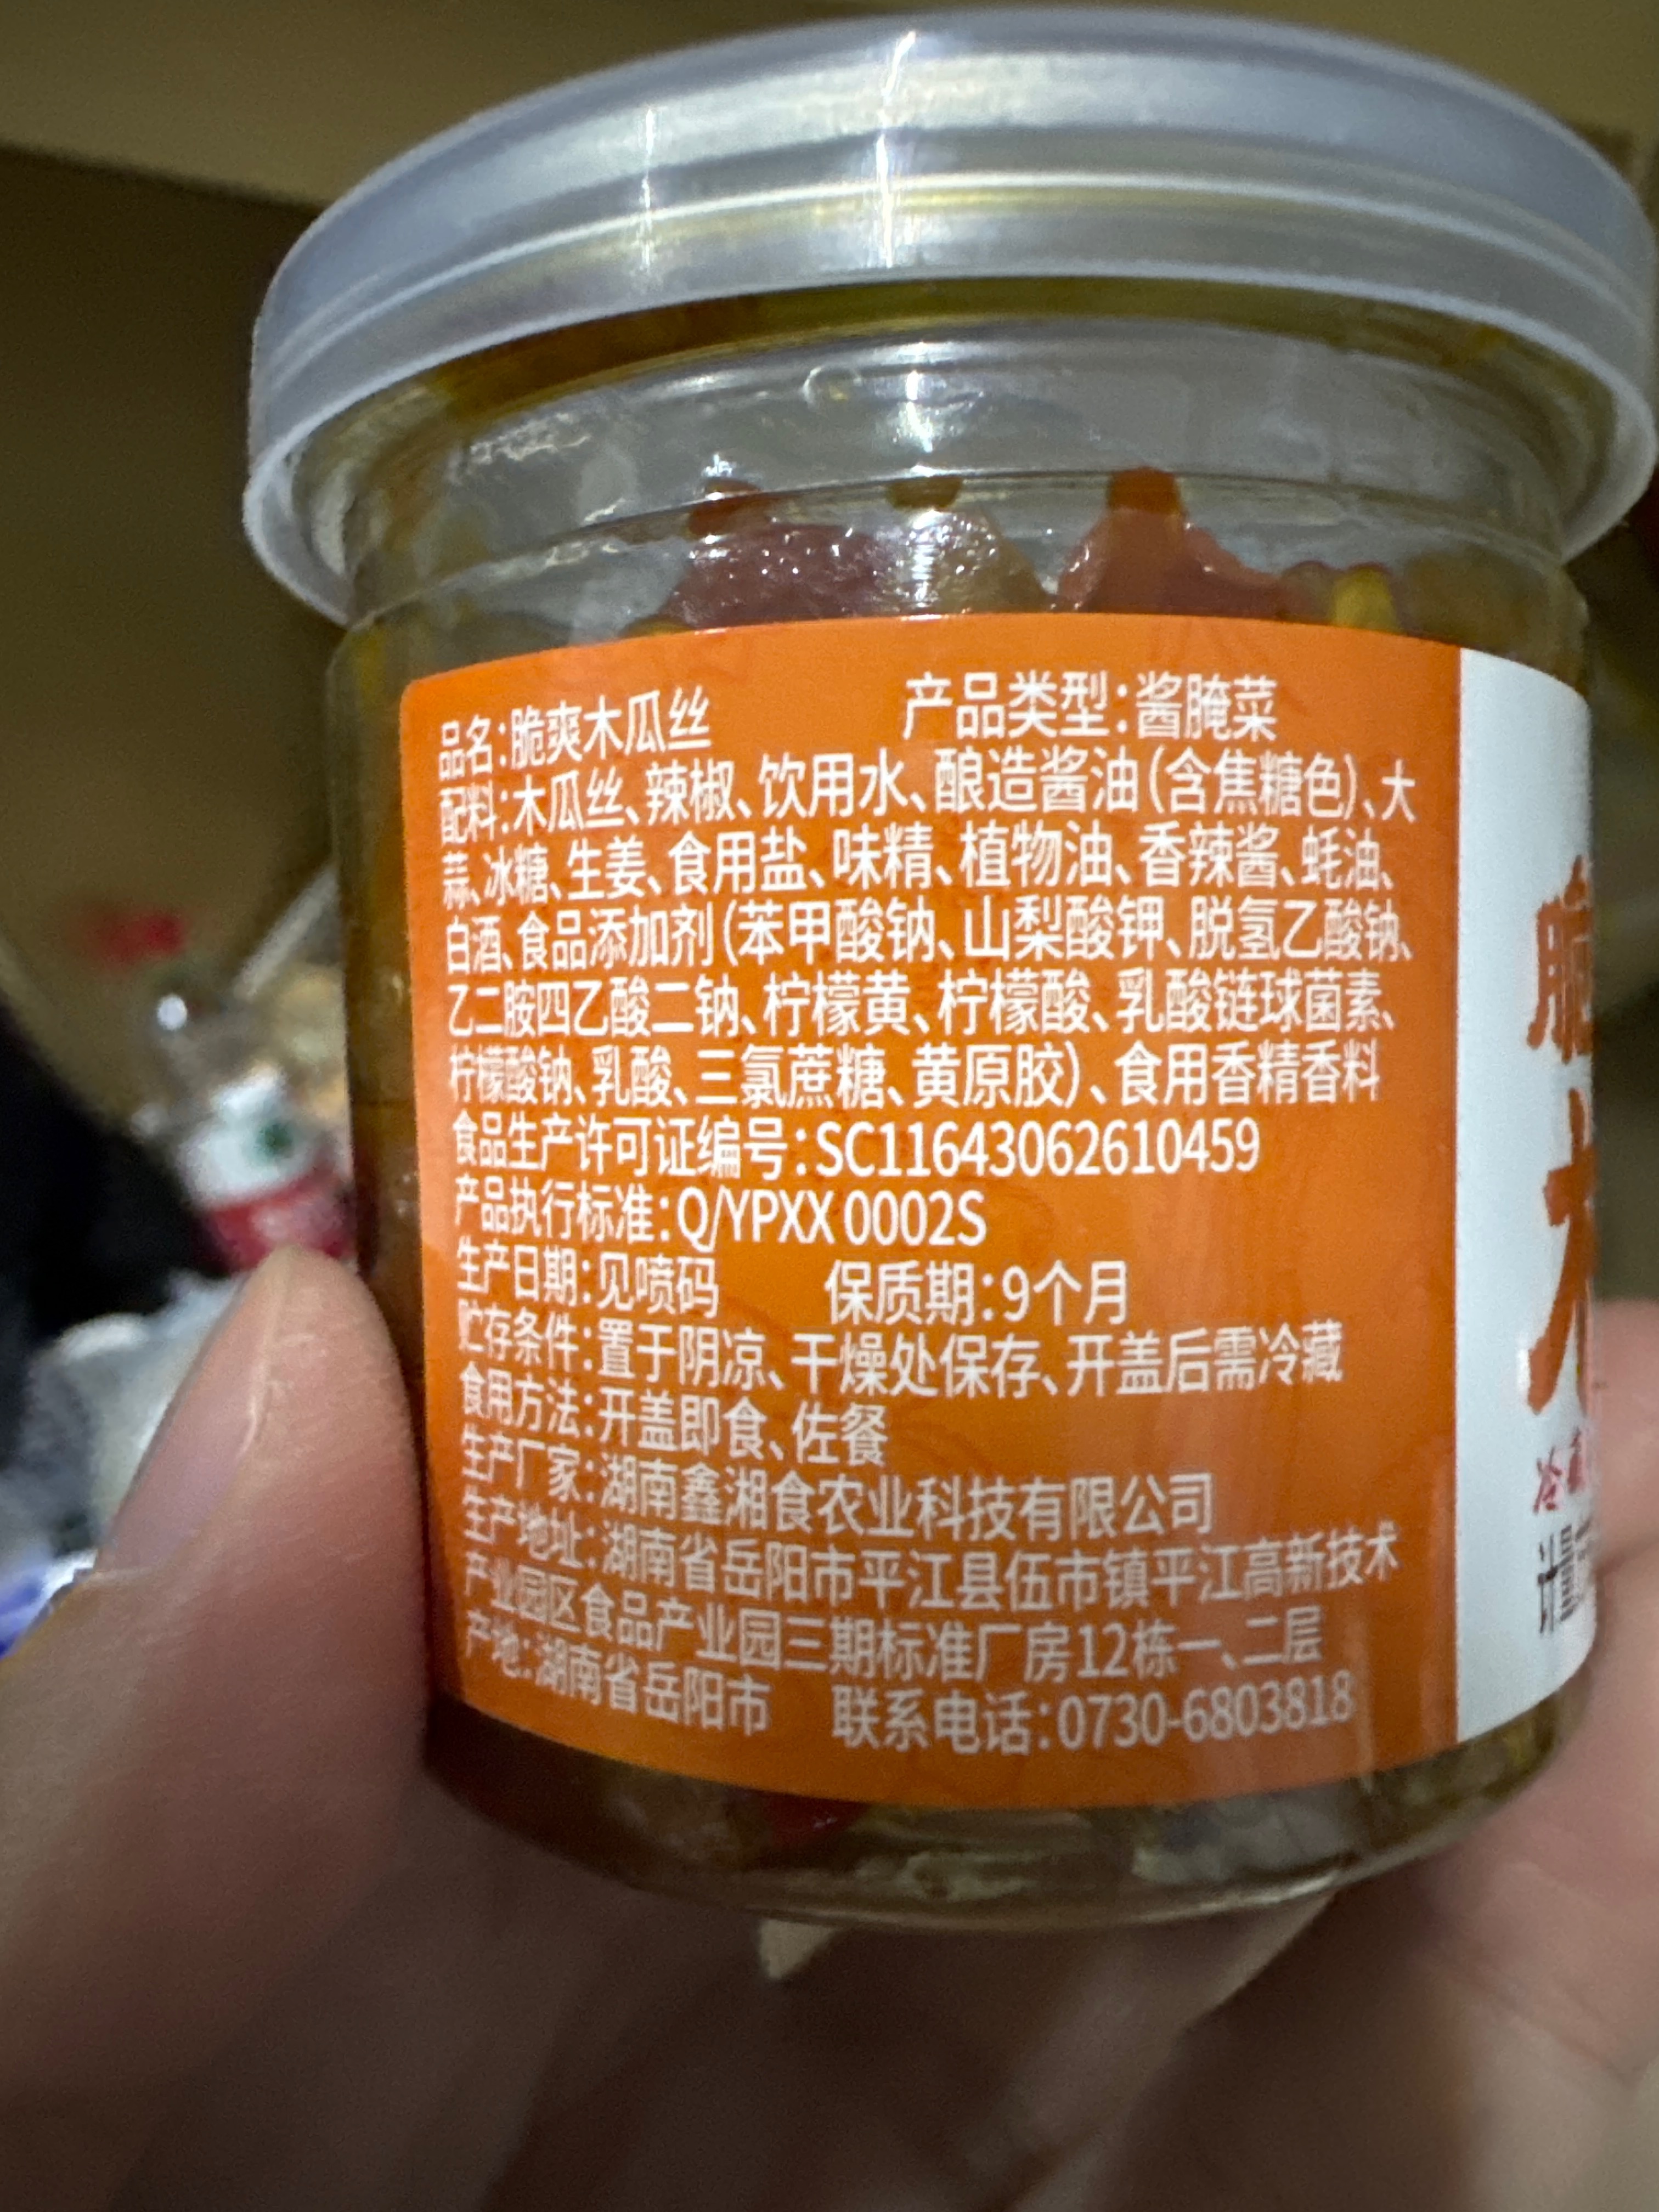 品名:脆爽木瓜丝 产品类型:酱腌菜
配料:木瓜丝、辣椒、饮用水、酿造酱油(含焦糖色)、大
蒜、冰糖、生姜、食用盐、味精、植物油、香辣酱、蚝油、
白酒、食品添加剂(苯甲酸钠、山梨酸钾、脱氢乙酸钠、
乙二胺四乙酸二钠、柠檬黄、柠檬酸、乳酸链球菌素、
柠檬酸钠、乳酸、三氯蔗糖、黄原胶)、食用香精香料
食品生产许可证编号:SC11643062610459
产品执行标准:Q/YPXX 0002S
生产日期:见喷码 保质期:9个月
贮存条件:置于阴凉、干燥处保存、开盖后需冷藏
食用方法:开盖即食、佐餐
生产厂家:湖南鑫湘食农业科技有限公司
生产地址:湖南省岳阳市平江县伍市镇平江高新技术
产业园区食品产业园三期标准厂房12栋一、二层
产地:湖南省岳阳市 联系电话:0730-6803818
脆
冷
计量